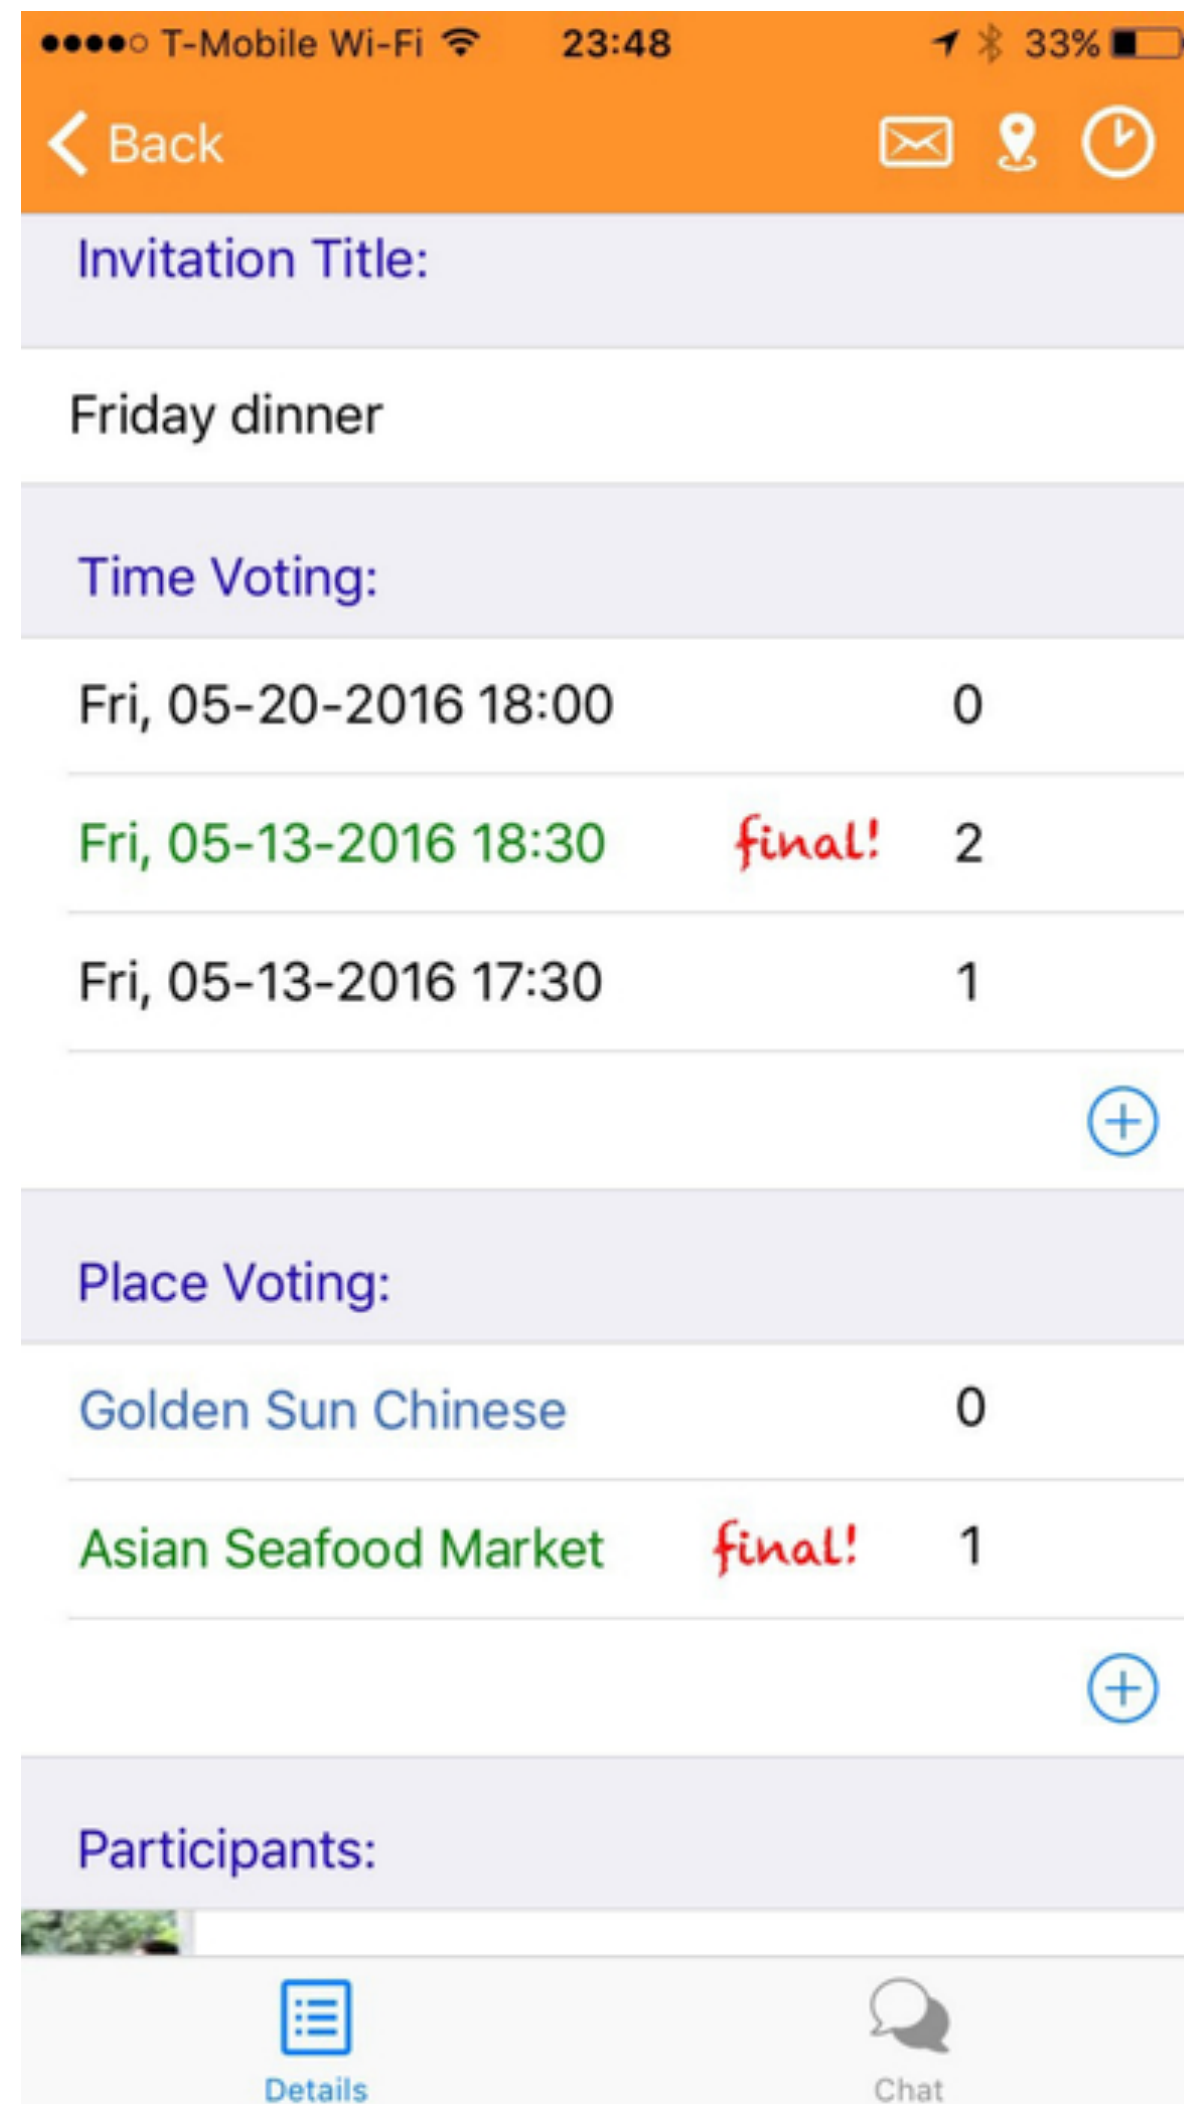 T-Mobile Wi-Fi 23:48 33%
Back
Invitation Title:
Friday dinner
Time Voting:
Fri, 05-20-2016 18:00 0
Fri, 05-13-2016 18:30 final! 2
Fri, 05-13-2016 17:30 1
Place Voting:
Golden Sun Chinese 0
Asian Seafood Market final! 1
Participants:
Details Chat